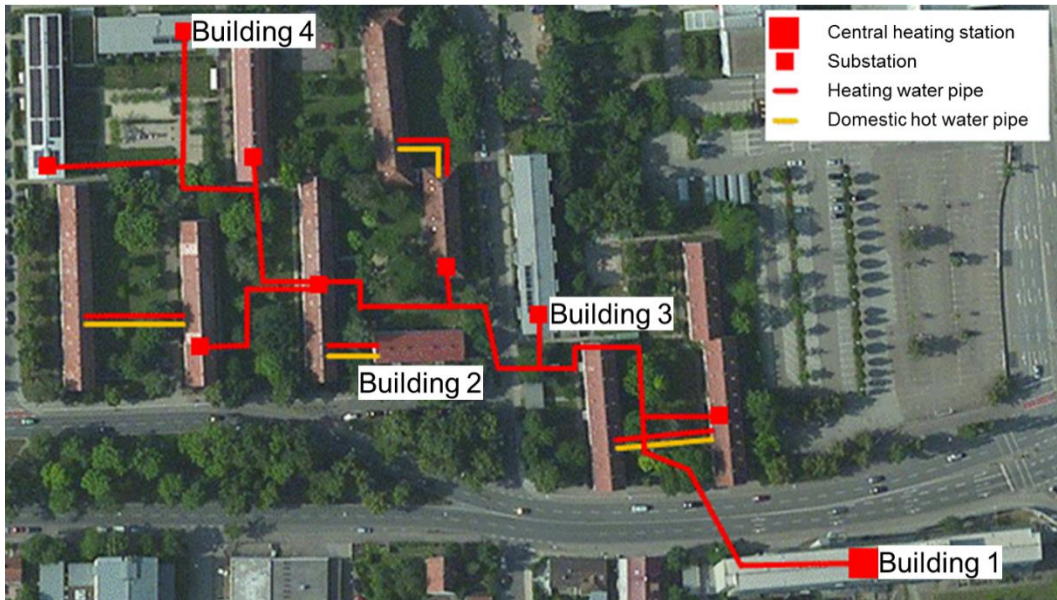 Building 4
Central heating station
Substation
Heating water pipe
Domestic hot water pipe
Building 3
Building 2
Building 1